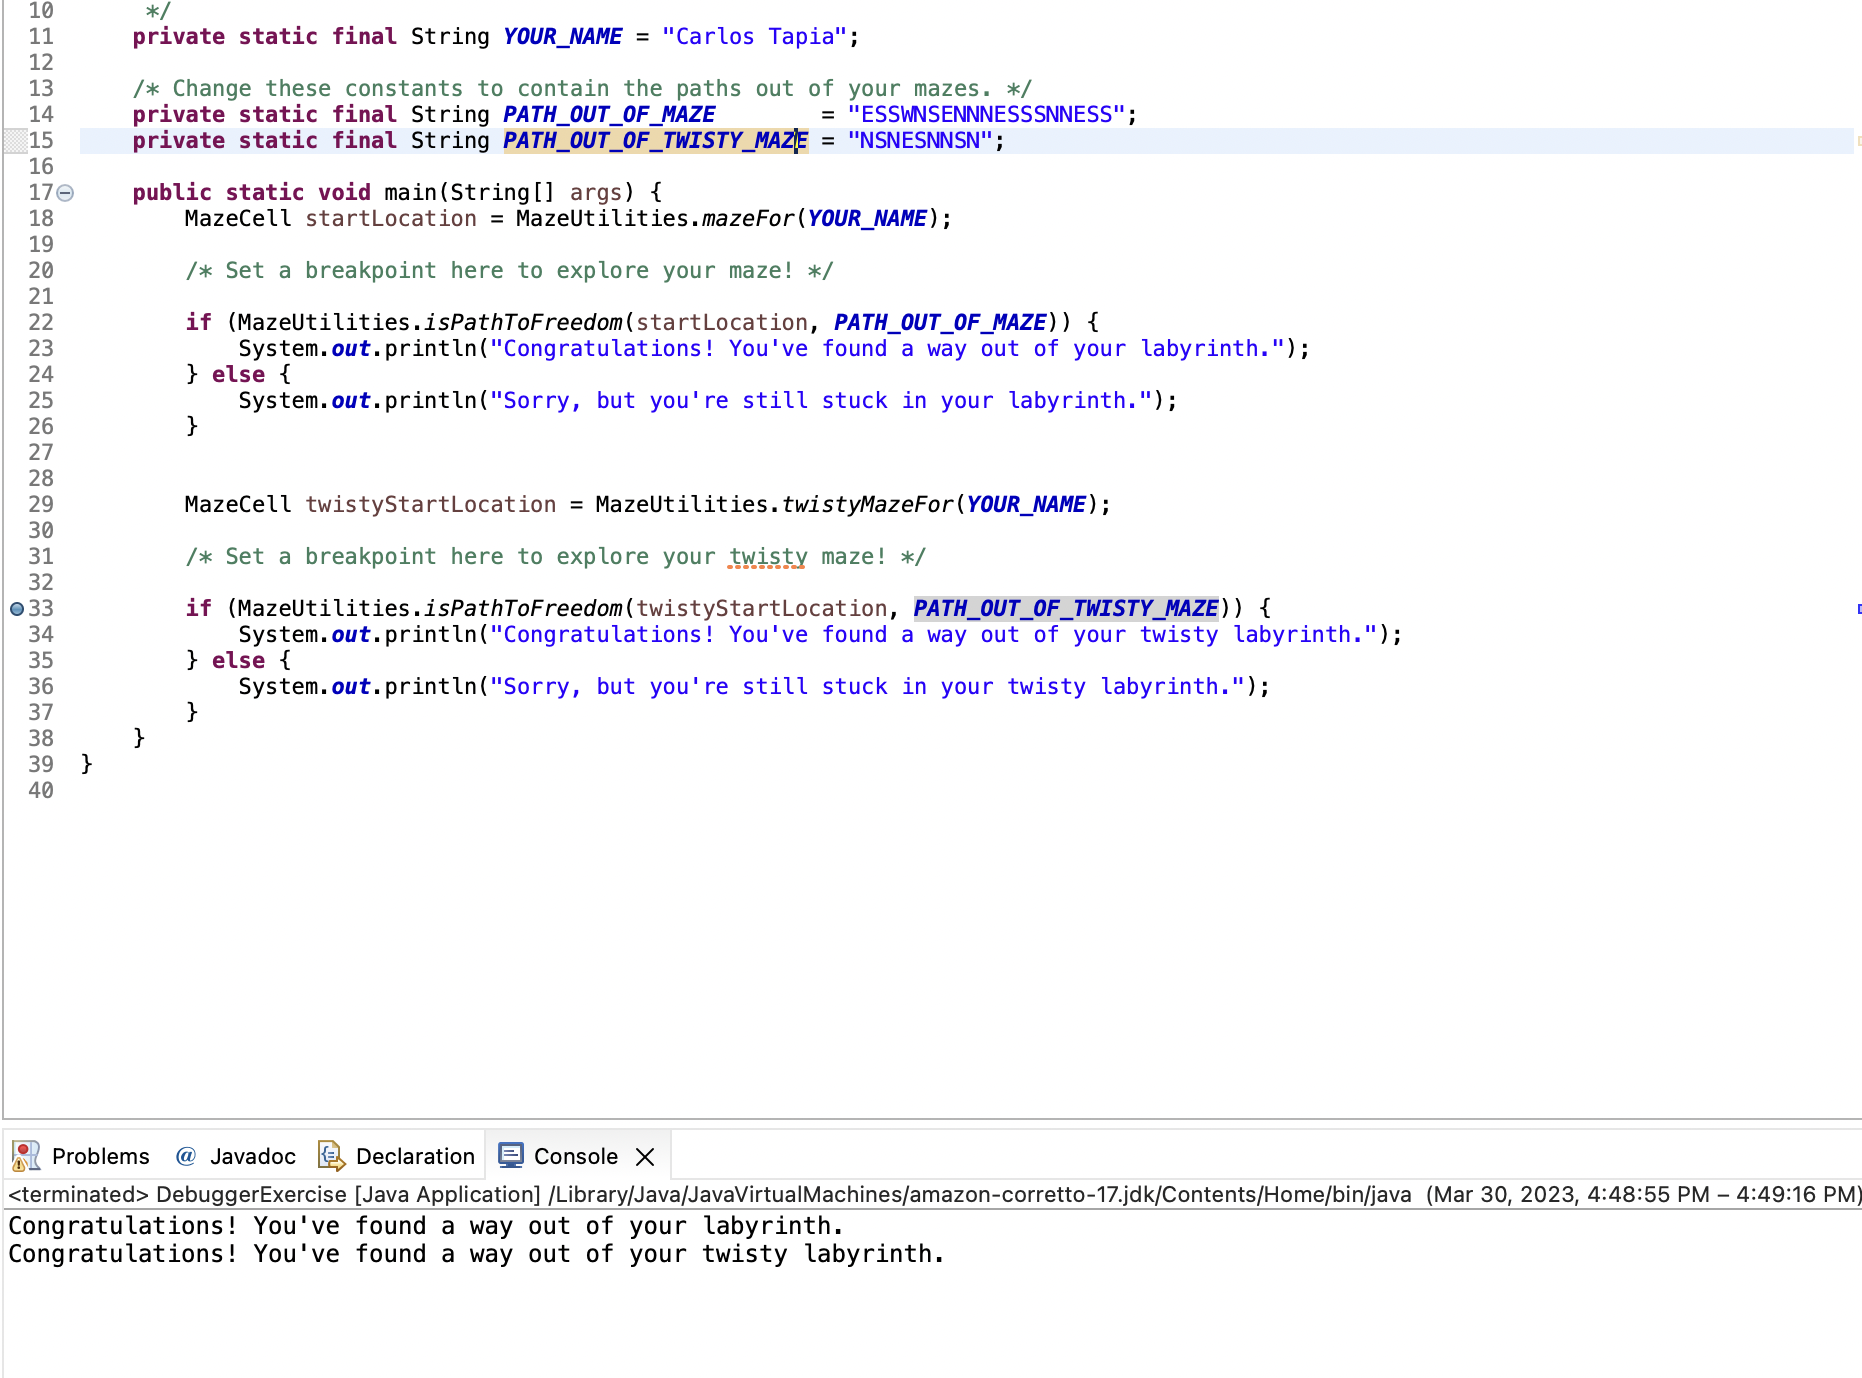 10 */
11 private static final String YOUR_NAME = "Carlos Tapia";
12
13 /* Change these constants to contain the paths out of your mazes. */
14 private static final String PATH_OUT_OF_MAZE = "ESSWNSENNNESSSNNESS";
15 private static final String PATH_OUT_OF_TWISTY_MAZE = "NSNESNNSN";
16
17 public static void main(String[] args) {
18 MazeCell startLocation = MazeUtilities.mazeFor(YOUR_NAME);
19
20 /* Set a breakpoint here to explore your maze! */
21
22 if (MazeUtilities.isPathToFreedom(startLocation, PATH_OUT_OF_MAZE)) {
23 System.out.println("Congratulations! You've found a way out of your labyrinth.");
24 } else {
25 System.out.println("Sorry, but you're still stuck in your labyrinth.");
26 }
27
28
29 MazeCell twistyStartLocation = MazeUtilities.twistyMazeFor(YOUR_NAME);
30
31 /* Set a breakpoint here to explore your twisty maze! */
32
33 if (MazeUtilities.isPathToFreedom(twistyStartLocation, PATH_OUT_OF_TWISTY_MAZE)) {
34 System.out.println("Congratulations! You've found a way out of your twisty labyrinth.");
35 } else {
36 System.out.println("Sorry, but you're still stuck in your twisty labyrinth.");
37 }
38 }
39 }
40
Problems @ Javadoc Declaration Console
<terminated> DebuggerExercise [Java Application] /Library/Java/JavaVirtualMachines/amazon-corretto-17.jdk/Contents/Home/bin/java (Mar 30, 2023, 4:48:55 PM – 4:49:16 PM)
Congratulations! You've found a way out of your labyrinth.
Congratulations! You've found a way out of your twisty labyrinth.